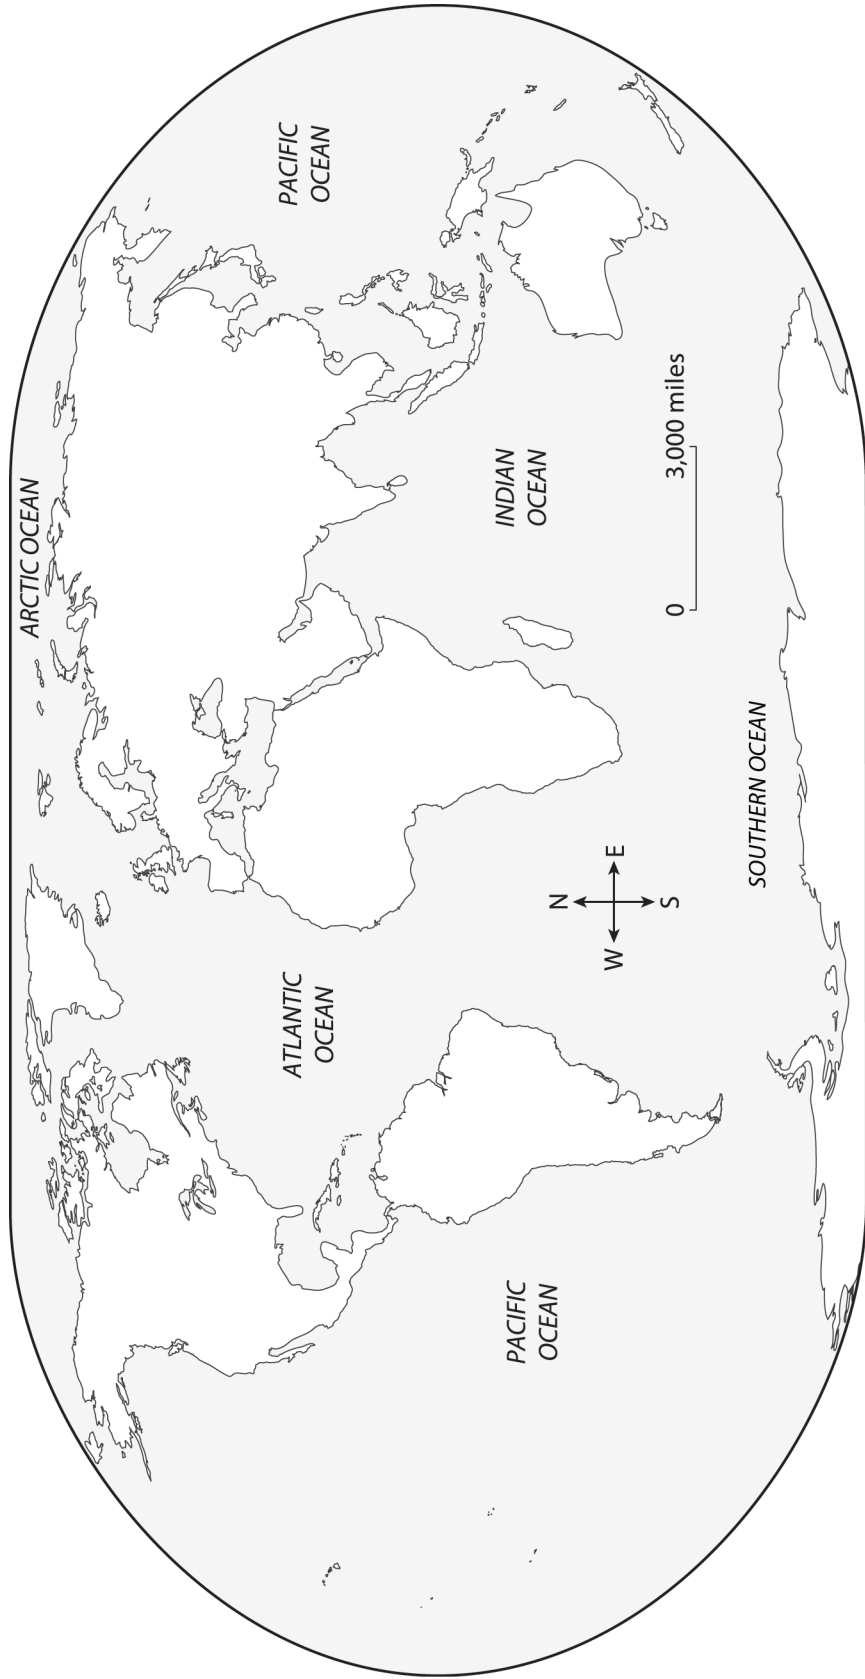 ARCTIC OCEAN
PACIFIC
OCEAN
ATLANTIC
OCEAN
INDIAN
OCEAN
PACIFIC
OCEAN
N
W
E
S
0
3,000 miles
SOUTHERN OCEAN